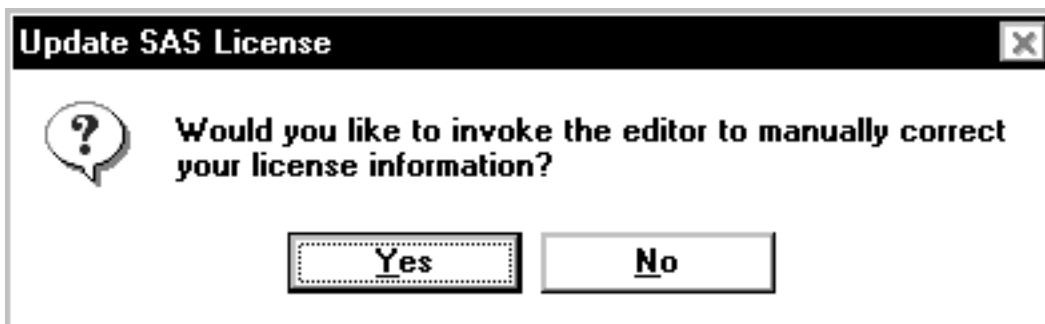 Update SAS License
Would you like to invoke the editor to manually correct
your license information?
Yes No